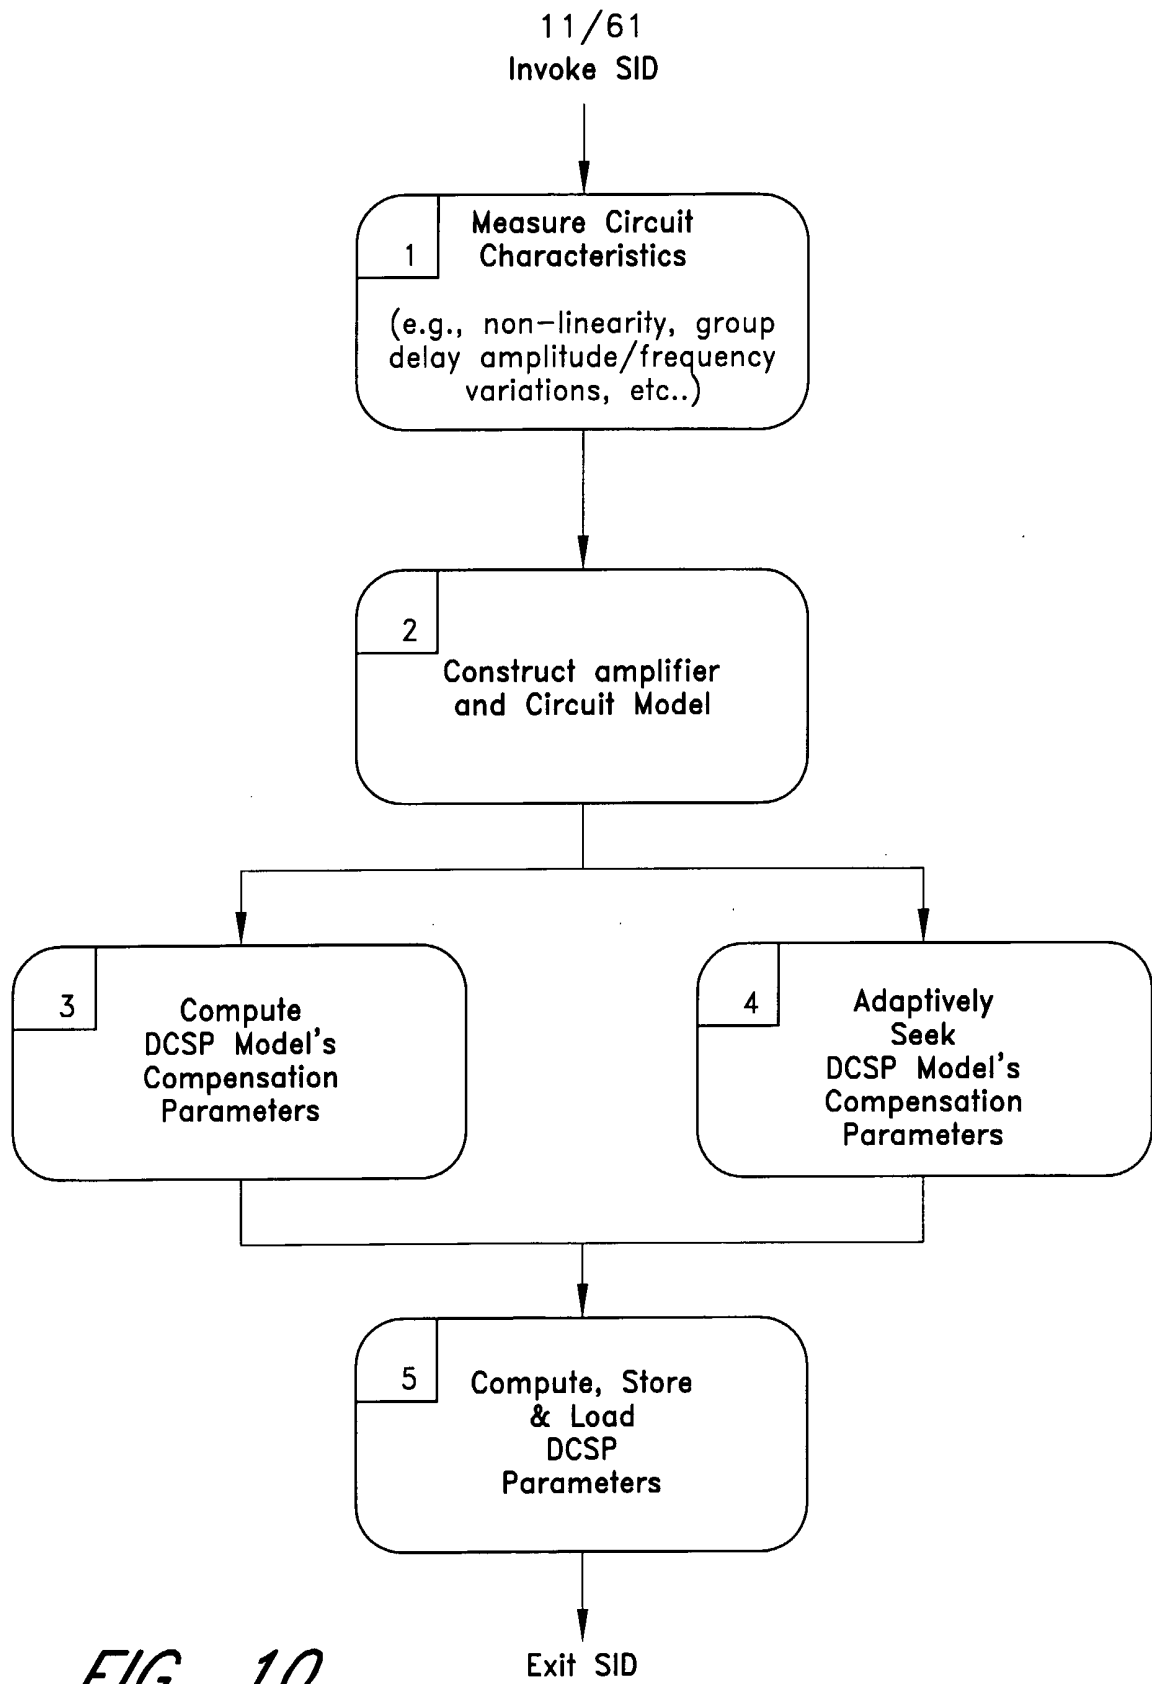 11/61
Invoke SID
1
Measure Circuit
Characteristics
(e.g., non-linearity, group
delay amplitude/frequency
variations, etc..)
2
Construct amplifier
and Circuit Model
3
Compute
DCSP Model's
Compensation
Parameters
4
Adaptively
Seek
DCSP Model's
Compensation
Parameters
5
Compute, Store
& Load
DCSP
Parameters
Exit SID
FIG. 10